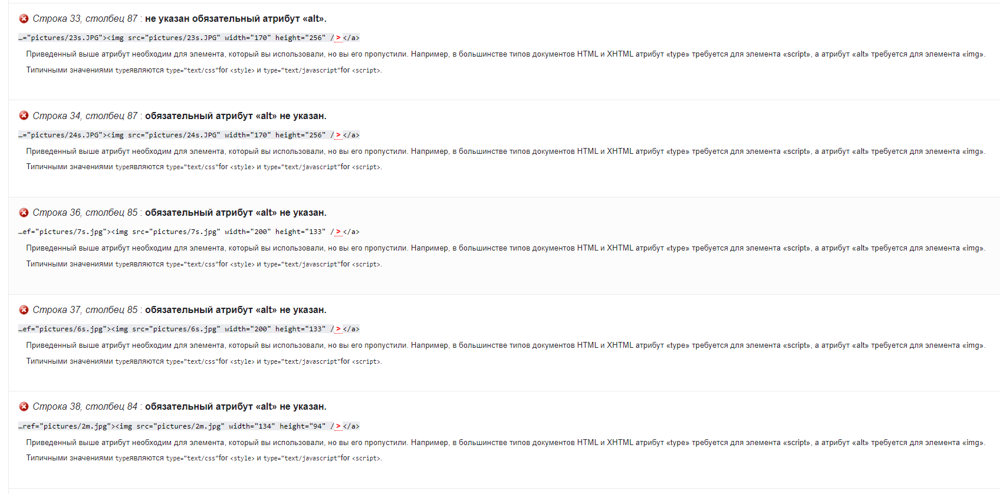 Строка 33, столбец 87 : не указан обязательный атрибут «alt».
…="pictures/23s.JPG"><img src="pictures/23s.JPG" width="170" height="256" /></a>
Приведенный выше атрибут необходим для элемента, который вы использовали, но вы его пропустили. Например, в большинстве типов документов HTML и XHTML атрибут «type» требуется для элемента «script», а атрибут «alt» требуется для элемента «img».
Типичными значениями typeявляются type="text/css"for <style> и type="text/javascript"for <script>.
Строка 34, столбец 87 : обязательный атрибут «alt» не указан.
…="pictures/24s.JPG"><img src="pictures/24s.JPG" width="170" height="256" /></a>
Приведенный выше атрибут необходим для элемента, который вы использовали, но вы его пропустили. Например, в большинстве типов документов HTML и XHTML атрибут «type» требуется для элемента «script», а атрибут «alt» требуется для элемента «img».
Типичными значениями typeявляются type="text/css"for <style> и type="text/javascript"for <script>.
Строка 36, столбец 85 : обязательный атрибут «alt» не указан.
…ef="pictures/7s.jpg"><img src="pictures/7s.jpg" width="200" height="133" /></a>
Приведенный выше атрибут необходим для элемента, который вы использовали, но вы его пропустили. Например, в большинстве типов документов HTML и XHTML атрибут «type» требуется для элемента «script», а атрибут «alt» требуется для элемента «img».
Типичными значениями typeявляются type="text/css"for <style> и type="text/javascript"for <script>.
Строка 37, столбец 85 : обязательный атрибут «alt» не указан.
…ef="pictures/6s.jpg"><img src="pictures/6s.jpg" width="200" height="133" /></a>
Приведенный выше атрибут необходим для элемента, который вы использовали, но вы его пропустили. Например, в большинстве типов документов HTML и XHTML атрибут «type» требуется для элемента «script», а атрибут «alt» требуется для элемента «img».
Типичными значениями typeявляются type="text/css"for <style> и type="text/javascript"for <script>.
Строка 38, столбец 84 : обязательный атрибут «alt» не указан.
…ref="pictures/2m.jpg"><img src="pictures/2m.jpg" width="134" height="94" /></a>
Приведенный выше атрибут необходим для элемента, который вы использовали, но вы его пропустили. Например, в большинстве типов документов HTML и XHTML атрибут «type» требуется для элемента «script», а атрибут «alt» требуется для элемента «img».
Типичными значениями typeявляются type="text/css"for <style> и type="text/javascript"for <script>.